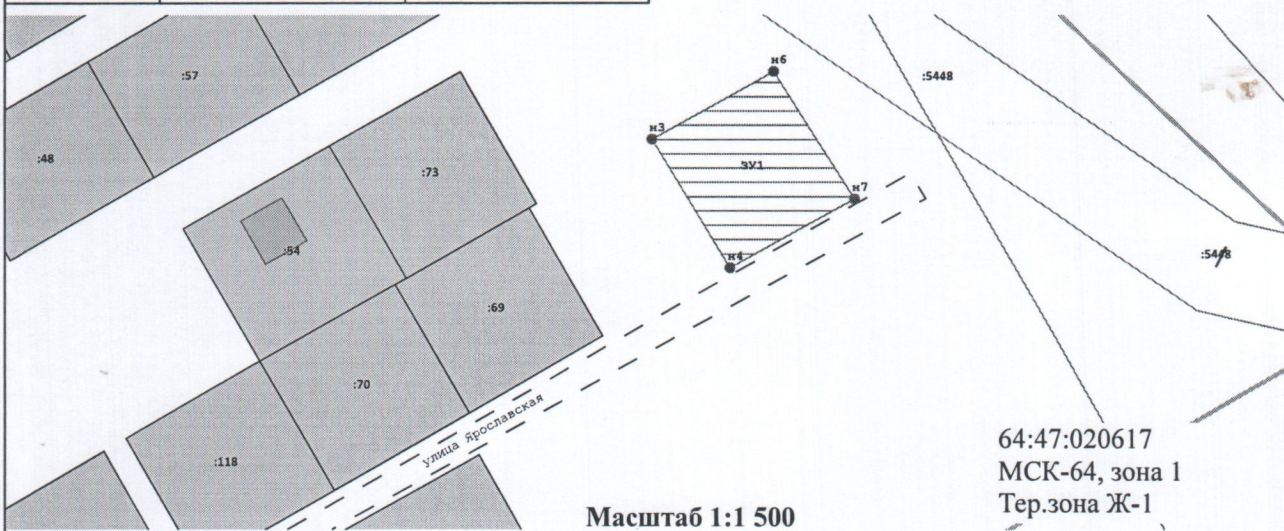 н6
:57
:5448
н3
:48
ЗУ1
:73
н7
:54
н4
:5448
:69
:70
улица Ярославская
:118
64:47:020617
МСК-64, зона 1
Тер.зона Ж-1
Масштаб 1:1 500